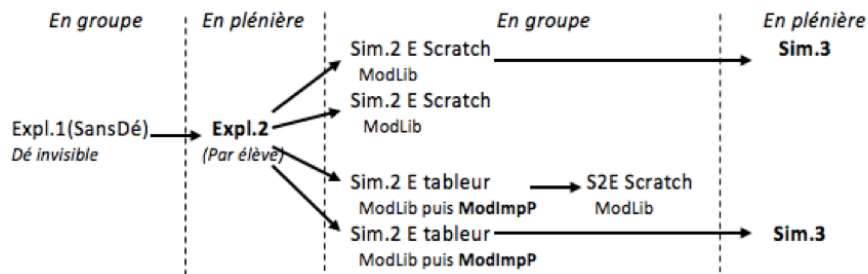 En groupe
En plénière
En groupe
En plénière
Sim.2 E Scratch
Sim.3
ModLib
Sim.2 E Scratch
Expl.1(SansDé)
Expl.2
ModLib
Dé invisible
(Par élève)
Sim.2 E tableur
S2E Scratch
ModLib puis ModImpP
ModLib
Sim.2 E tableur
Sim.3
ModLib puis ModImpP